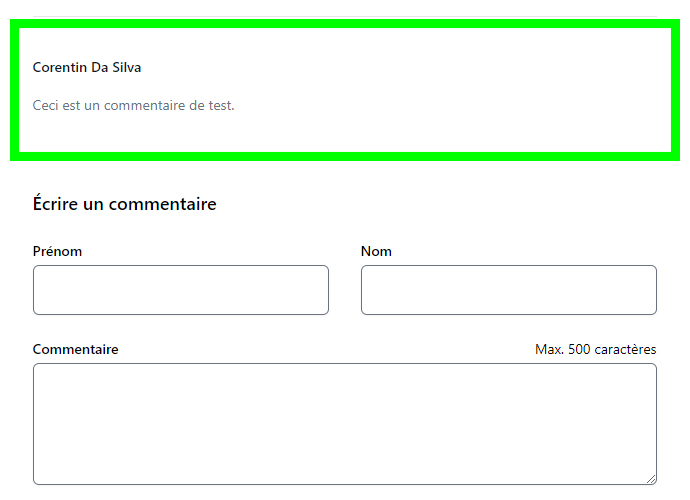 Corentin Da Silva
Ceci est un commentaire de test.
Écrire un commentaire
Prénom Nom
Commentaire Max. 500 caractères